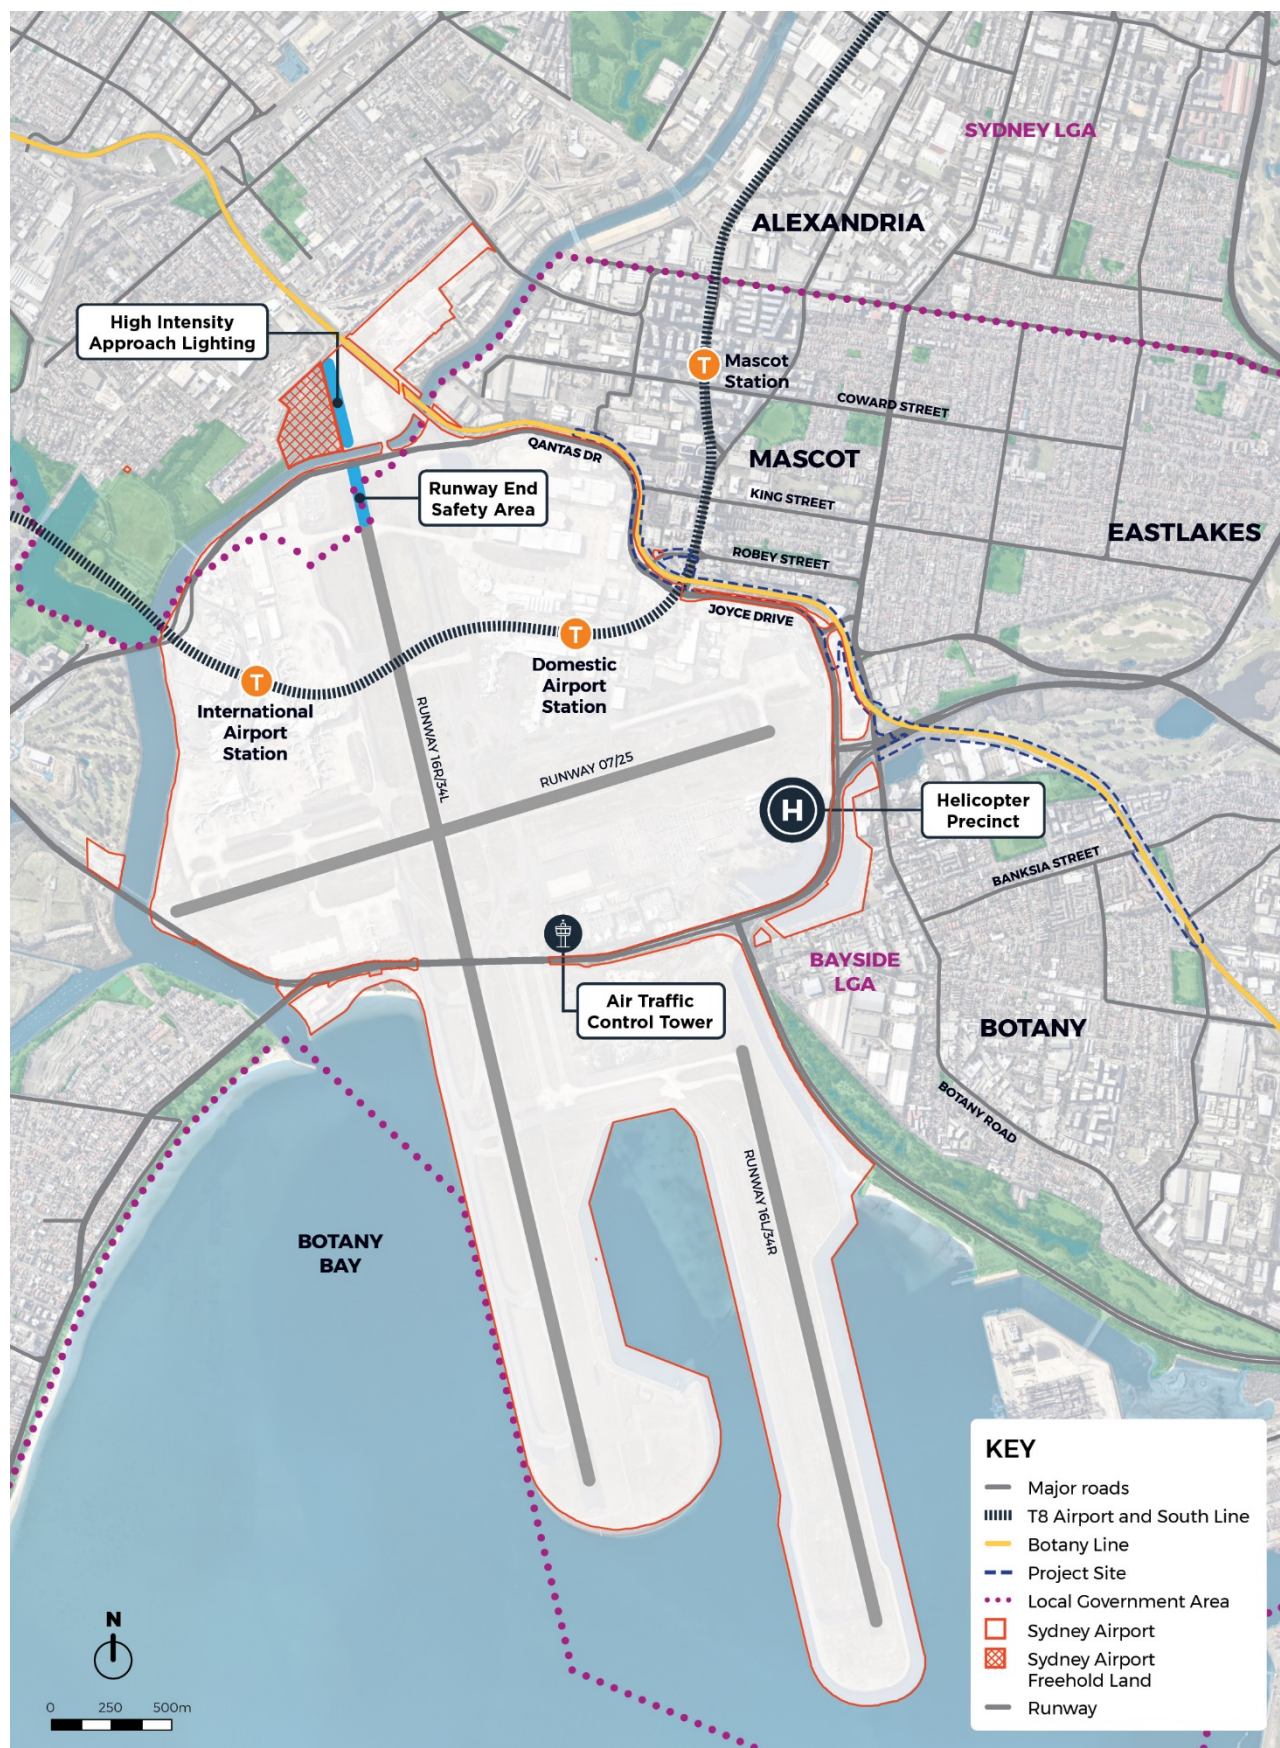 SYDNEY LGA
ALEXANDRIA
High Intensity
Approach Lighting
T
Mascot
Station
COWARD STREET
QANTAS DR
MASCOT
Runway End
Safety Area
KING STREET
EASTLAKES
ROBEY STREET
JOYCE DRIVE
T
Domestic
Airport
Station
T
International
Airport
Station
RUNWAY 16R/34L
RUNWAY 07/25
H
Helicopter
Precinct
BANKSIA STREET
BAYSIDE
LGA
Air Traffic
Control Tower
BOTANY
BOTANY ROAD
RUNWAY 16L/34R
BOTANY
BAY
KEY
Major roads
T8 Airport and South Line
Botany Line
Project Site
Local Government Area
Sydney Airport
Sydney Airport
Freehold Land
Runway
N
0 250 500m